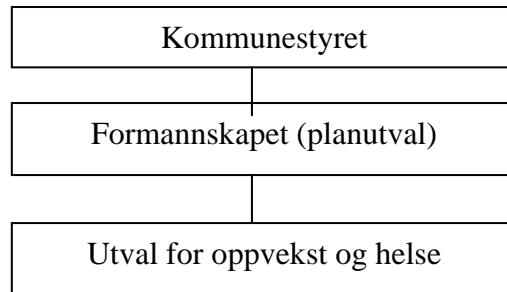 Kommunestyret
Formannskapet (planutval)
Utval for oppvekst og helse